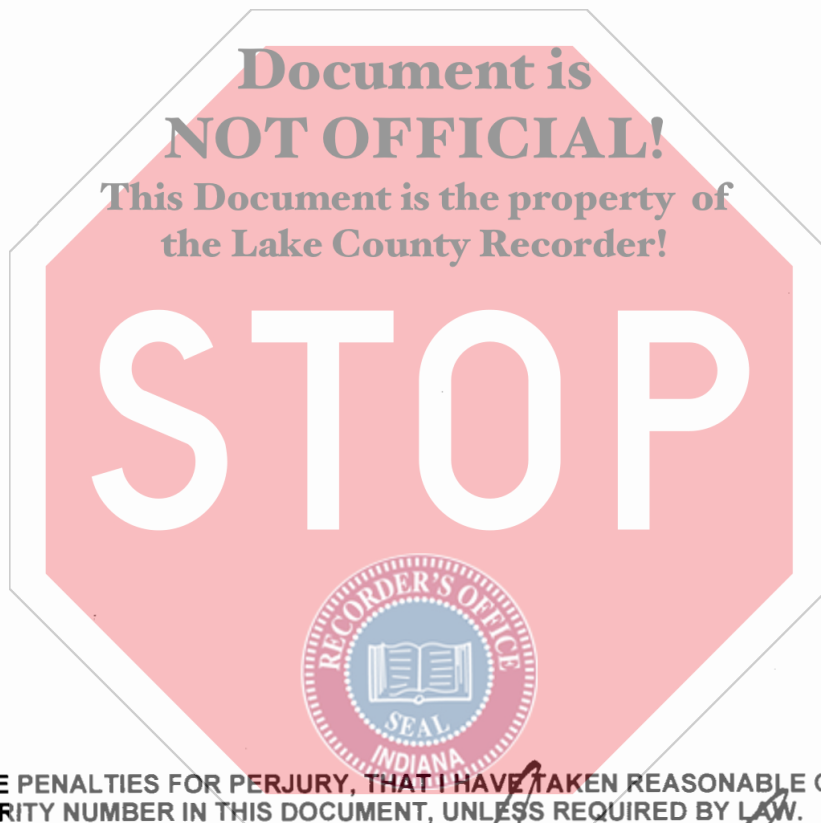 Document is
NOT OFFICIAL!
This Document is the property of
the Lake County Recorder!
STOP
RECORDER'S OFFICE
SEAL
INDIANA
PENALTIES FOR PERJURY, THAT I HAVE TAKEN REASONABLE
NUMBER IN THIS DOCUMENT, UNLESS REQUIRED BY LAW.